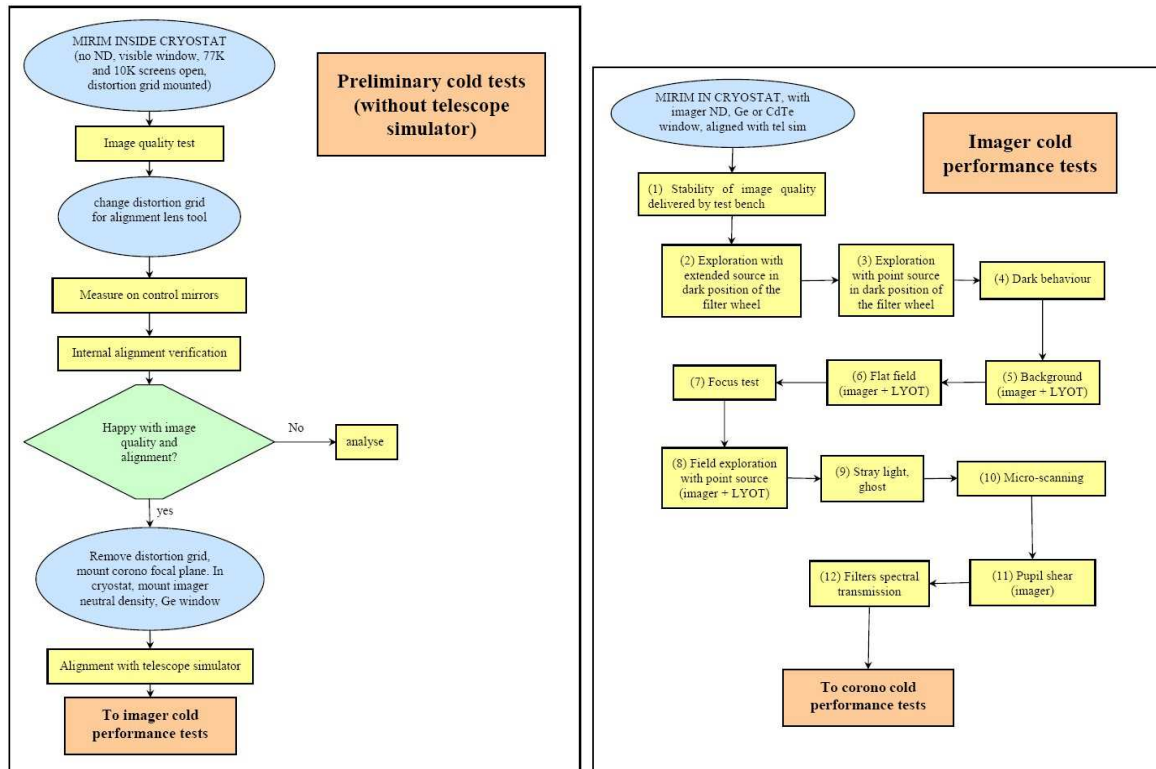 MIRIM INSIDE CRYOSTAT
(no ND, visible window, 77K
and 10K screens open,
distortion grid mounted)
Preliminary cold tests
(without telescope
simulator)
Image quality test
change distortion grid
for alignment lens tool
Measure on control mirrors
Internal alignment verification
Happy with image
quality and
alignment?
No
analyse
yes
Remove distortion grid,
mount corono focal plane. In
cryostat, mount imager
neutral density, Ge window
Alignment with telescope simulator
To imager cold
performance tests
MIRIM IN CRYOSTAT, with
imager ND, Ge or CdTe
window, aligned with tel sim
Imager cold
performance tests
(1) Stability of image quality
delivered by test bench
(2) Exploration with
extended source in
dark position of the
filter wheel
(3) Exploration
with point source
in dark position of
the filter wheel
(4) Dark behaviour
(5) Background
(imager + LYOT)
(6) Flat field
(imager + LYOT)
(7) Focus test
(8) Field exploration
with point source
(imager + LYOT)
(9) Stray light,
ghost
(10) Micro-scanning
(11) Pupil shear
(imager)
(12) Filters spectral
transmission
To corono cold
performance tests